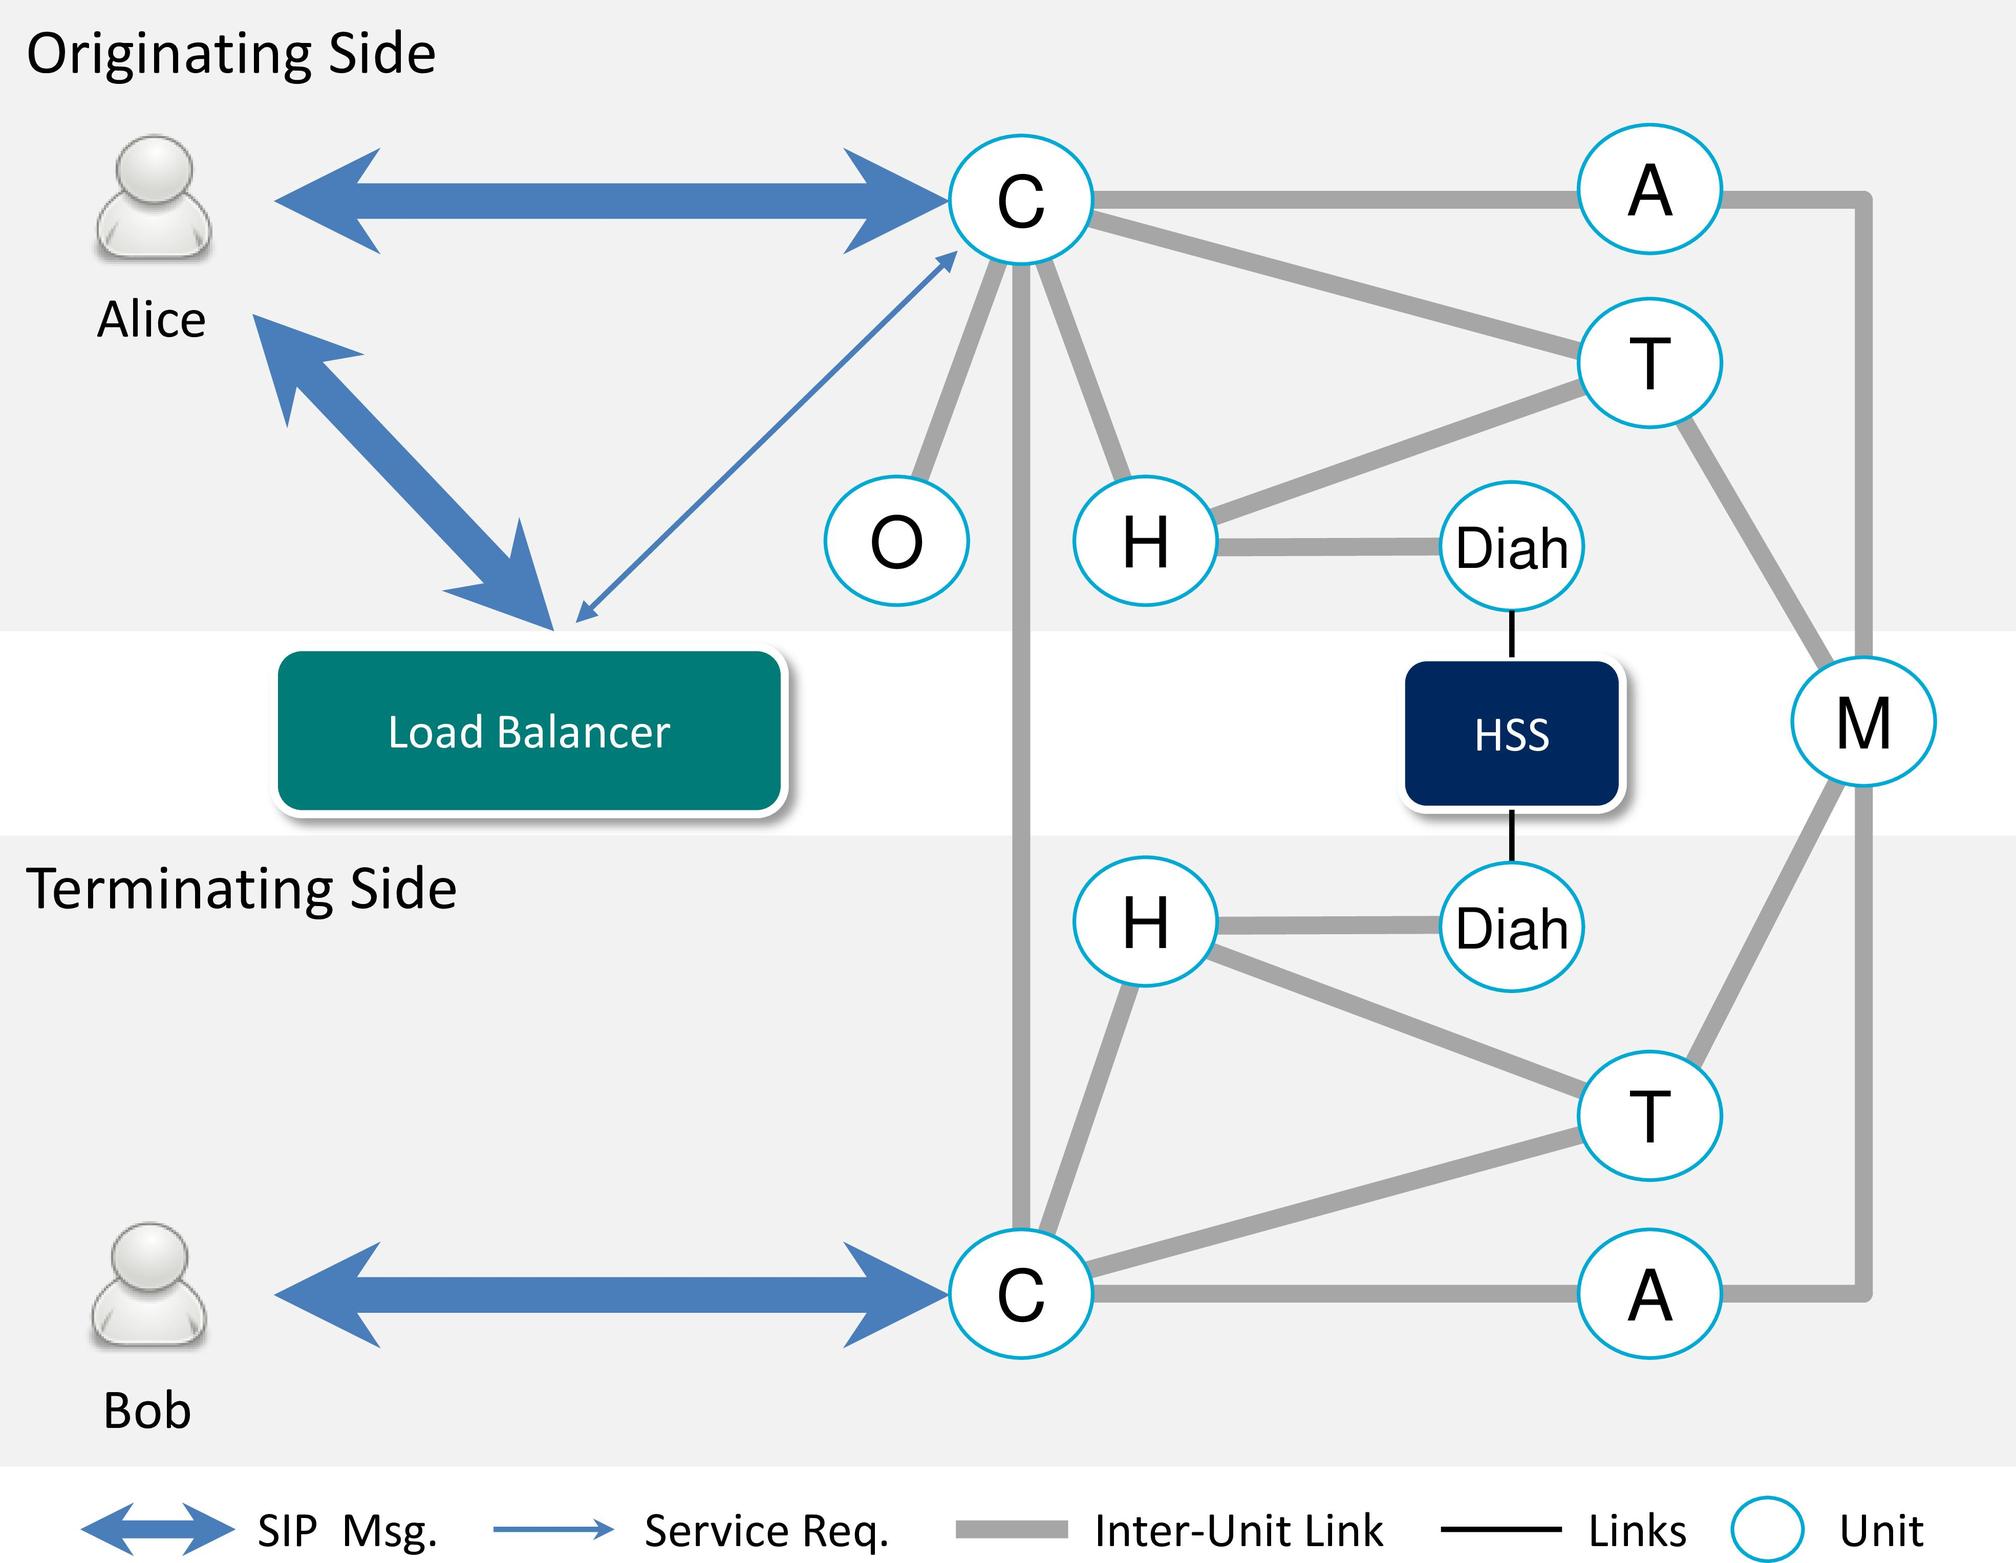 Originating Side
C
A
Alice
T
O
H
Diah
Load Balancer
HSS
M
Terminating Side
H
Diah
T
C
A
Bob
SIP Msg.
Service Req.
Inter-Unit Link
Links
Unit